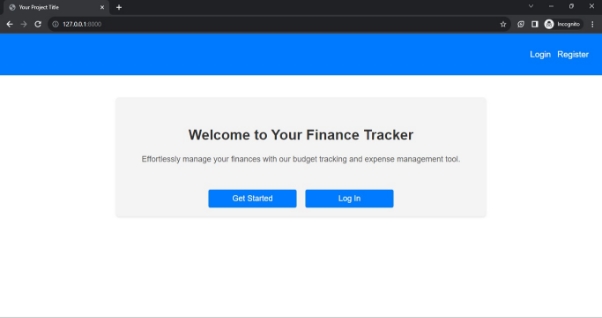 Your Project Title
127.0.0.1:8000
Incognito
Login Register
Welcome to Your Finance Tracker
Effortlessly manage your finances with our budget tracking and expense management tool.
Get Started Log In